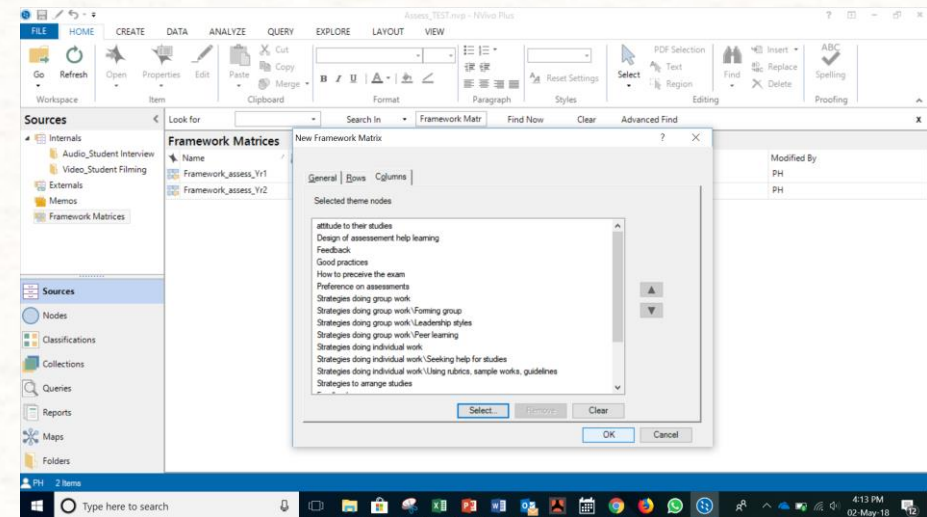 Assess_TEST.nvp - NVivo Plus
FILE HOME CREATE DATA ANALYZE QUERY EXPLORE LAYOUT VIEW
Go Refresh Open Properties Edit Paste Cut Copy Merge
B I U A Reset Settings
Select PDF Selection Text Region Find Insert Replace Delete ABC Spelling
Workspace Item Clipboard Format Paragraph Styles Editing Proofing
Sources
Internals
Audio_Student Interview
Video_Student Filming
Externals
Memos
Framework Matrices
Sources
Nodes
Classifications
Collections
Queries
Reports
Maps
Folders
Look for Search In Framework Matr Find Now Clear Advanced Find x
Framework Matrices
Name
Framework_assess_Yr1
Framework_assess_Yr2
Modified By
PH
PH
New Framework Matrix ? X
General Rows Columns
Selected theme nodes
attitude to their studies
Design of assessement help learning
Feedback
Good practices
How to preceive the exam
Preference on assessments
Strategies doing group work
Strategies doing group work\Forming group
Strategies doing group work\Leadership styles
Strategies doing group work\Peer learning
Strategies doing individual work
Strategies doing individual work\Seeking help for studies
Strategies doing individual work\Using rubrics, sample works, guidelines
Strategies to arrange studies
Select... Remove Clear
OK Cancel
PH 2 Items
Type here to search
4:13 PM
02-May-18
12